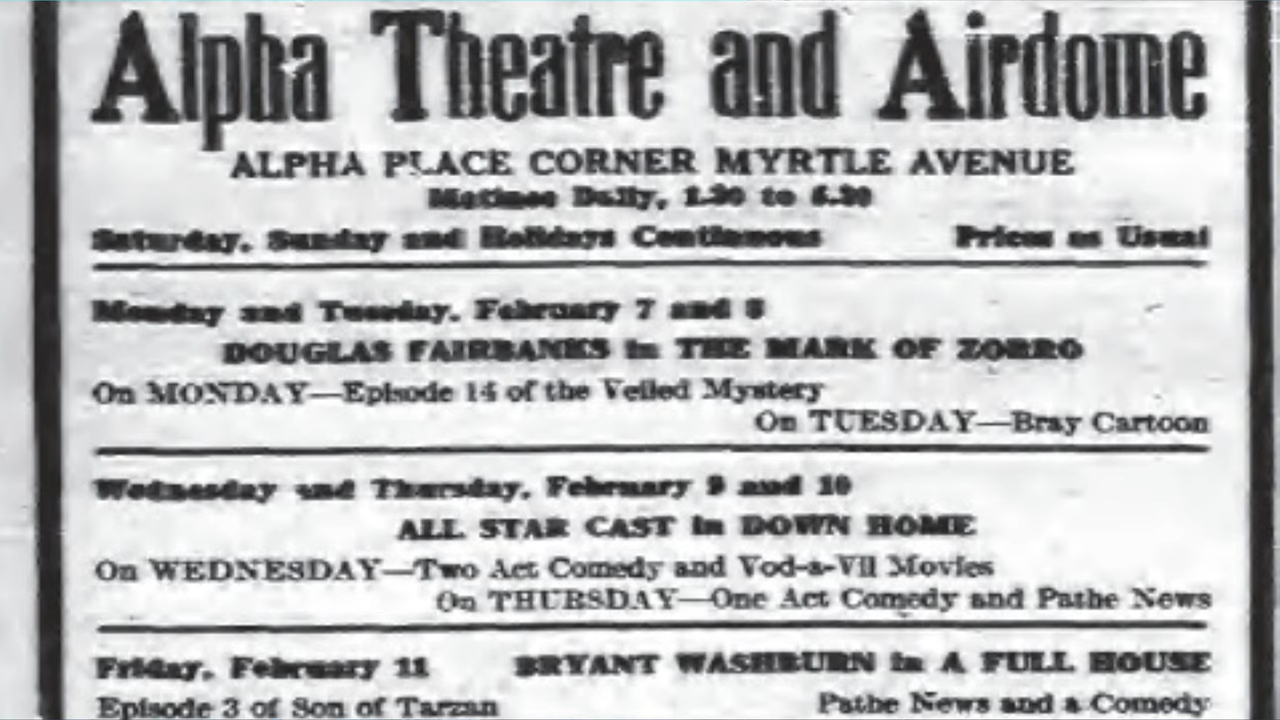 Alpha Theatre and Airdome
ALPHA PLACE CORNER MYRTLE AVENUE
Matinee Daily, 1.30 to 5.30
Saturday, Sunday and Holidays Continuous Prices as Usual
Monday and Tuesday, February 7 and 8
DOUGLAS FAIRBANKS in THE MARK OF ZORRO
On MONDAY—Episode 14 of the Veiled Mystery
On TUESDAY—Bray Cartoon
Wednesday and Thursday, February 9 and 10
ALL STAR CAST in DOWN HOME
On WEDNESDAY—Two Act Comedy and Vod-a-Vil Movies
On THURSDAY—One Act Comedy and Pathe News
Friday, February 11 BRYANT WASHBURN in A FULL HOUSE
Episode 3 of Son of Tarzan Pathe News and a Comedy